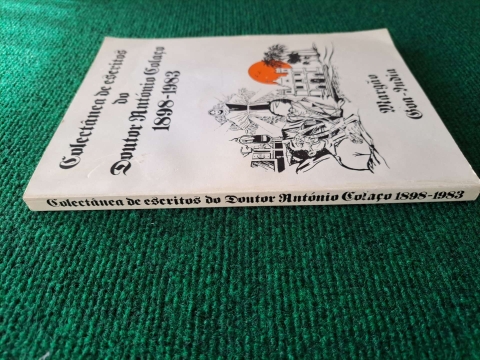 Colectânea de escritos
do
Doutor António Colaço
1898-1983
Margão
Goa-Índia
Colectânea de escritos do Doutor António Colaço 1898-1983